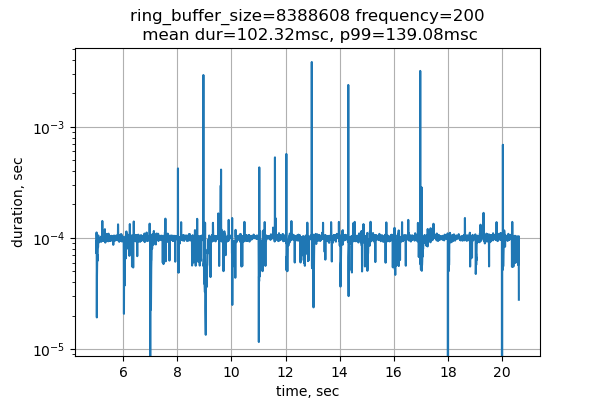 ring_buffer_size=8388608 frequency=200
mean dur=102.32msc, p99=139.08msc
duration, sec
10⁻³
10⁻⁴
10⁻⁵
6 8 10 12 14 16 18 20
time, sec